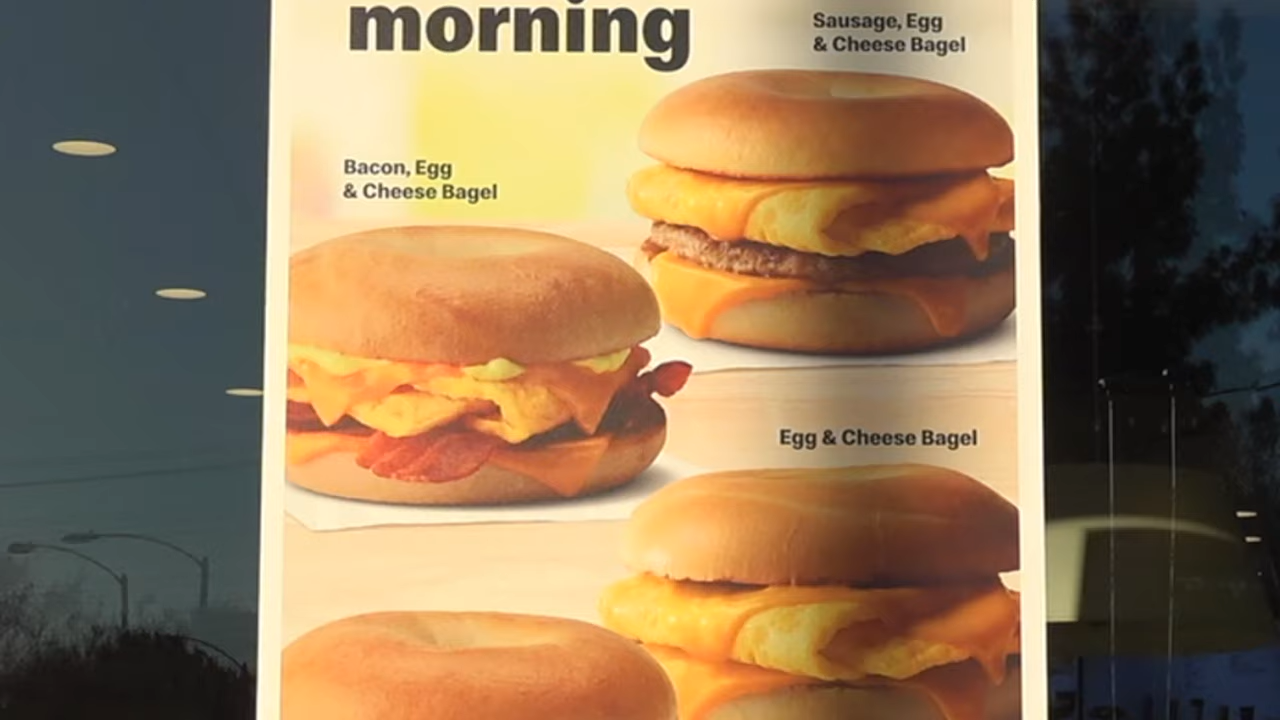 morning
Sausage, Egg
& Cheese Bagel
Bacon, Egg
& Cheese Bagel
Egg & Cheese Bagel